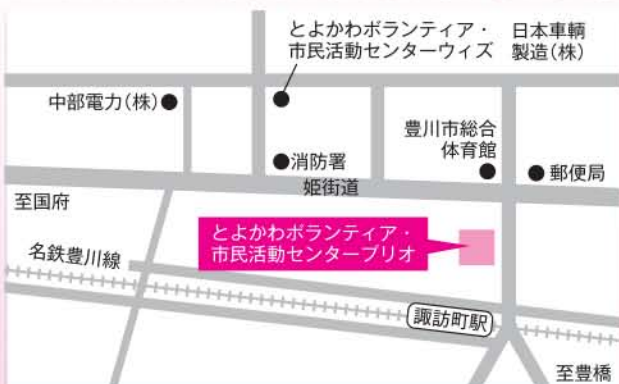 とよかわボランティア・
市民活動センターウィズ
日本車輌
製造(株)
中部電力(株)
豊川市総合
体育館
消防署
郵便局
姫街道
至国府
とよかわボランティア・
市民活動センタープリオ
名鉄豊川線
諏訪町駅
至豊橋